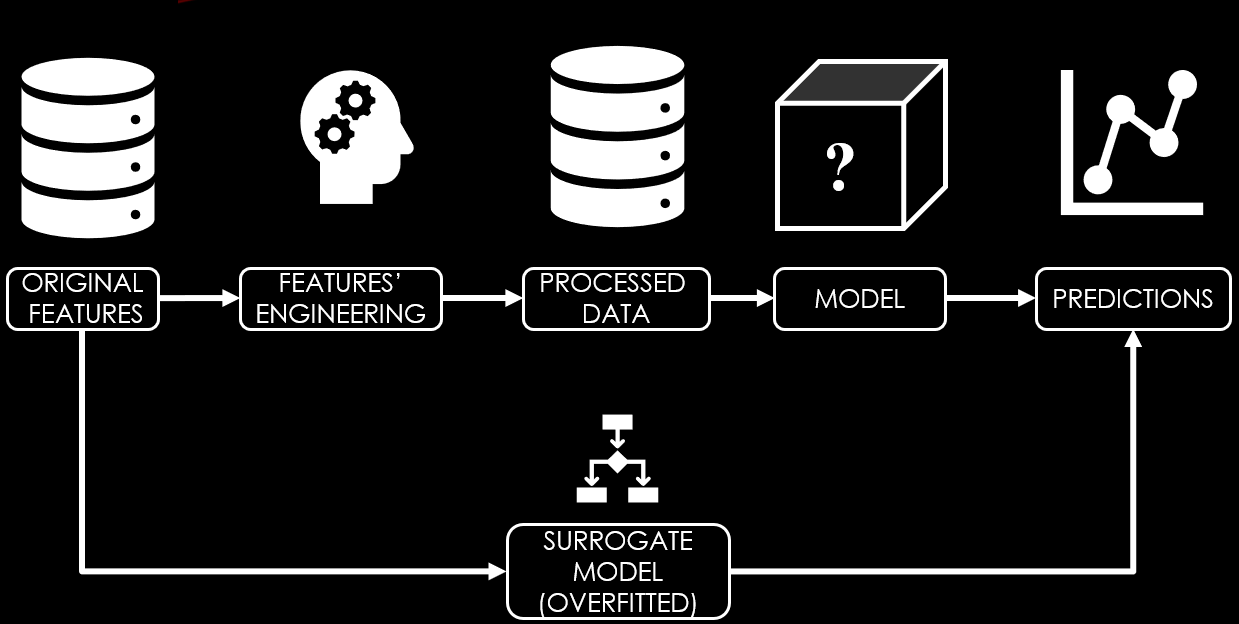 ?
ORIGINAL
FEATURES
FEATURES’
ENGINEERING
PROCESSED
DATA
MODEL
PREDICTIONS
SURROGATE
MODEL
(OVERFITTED)